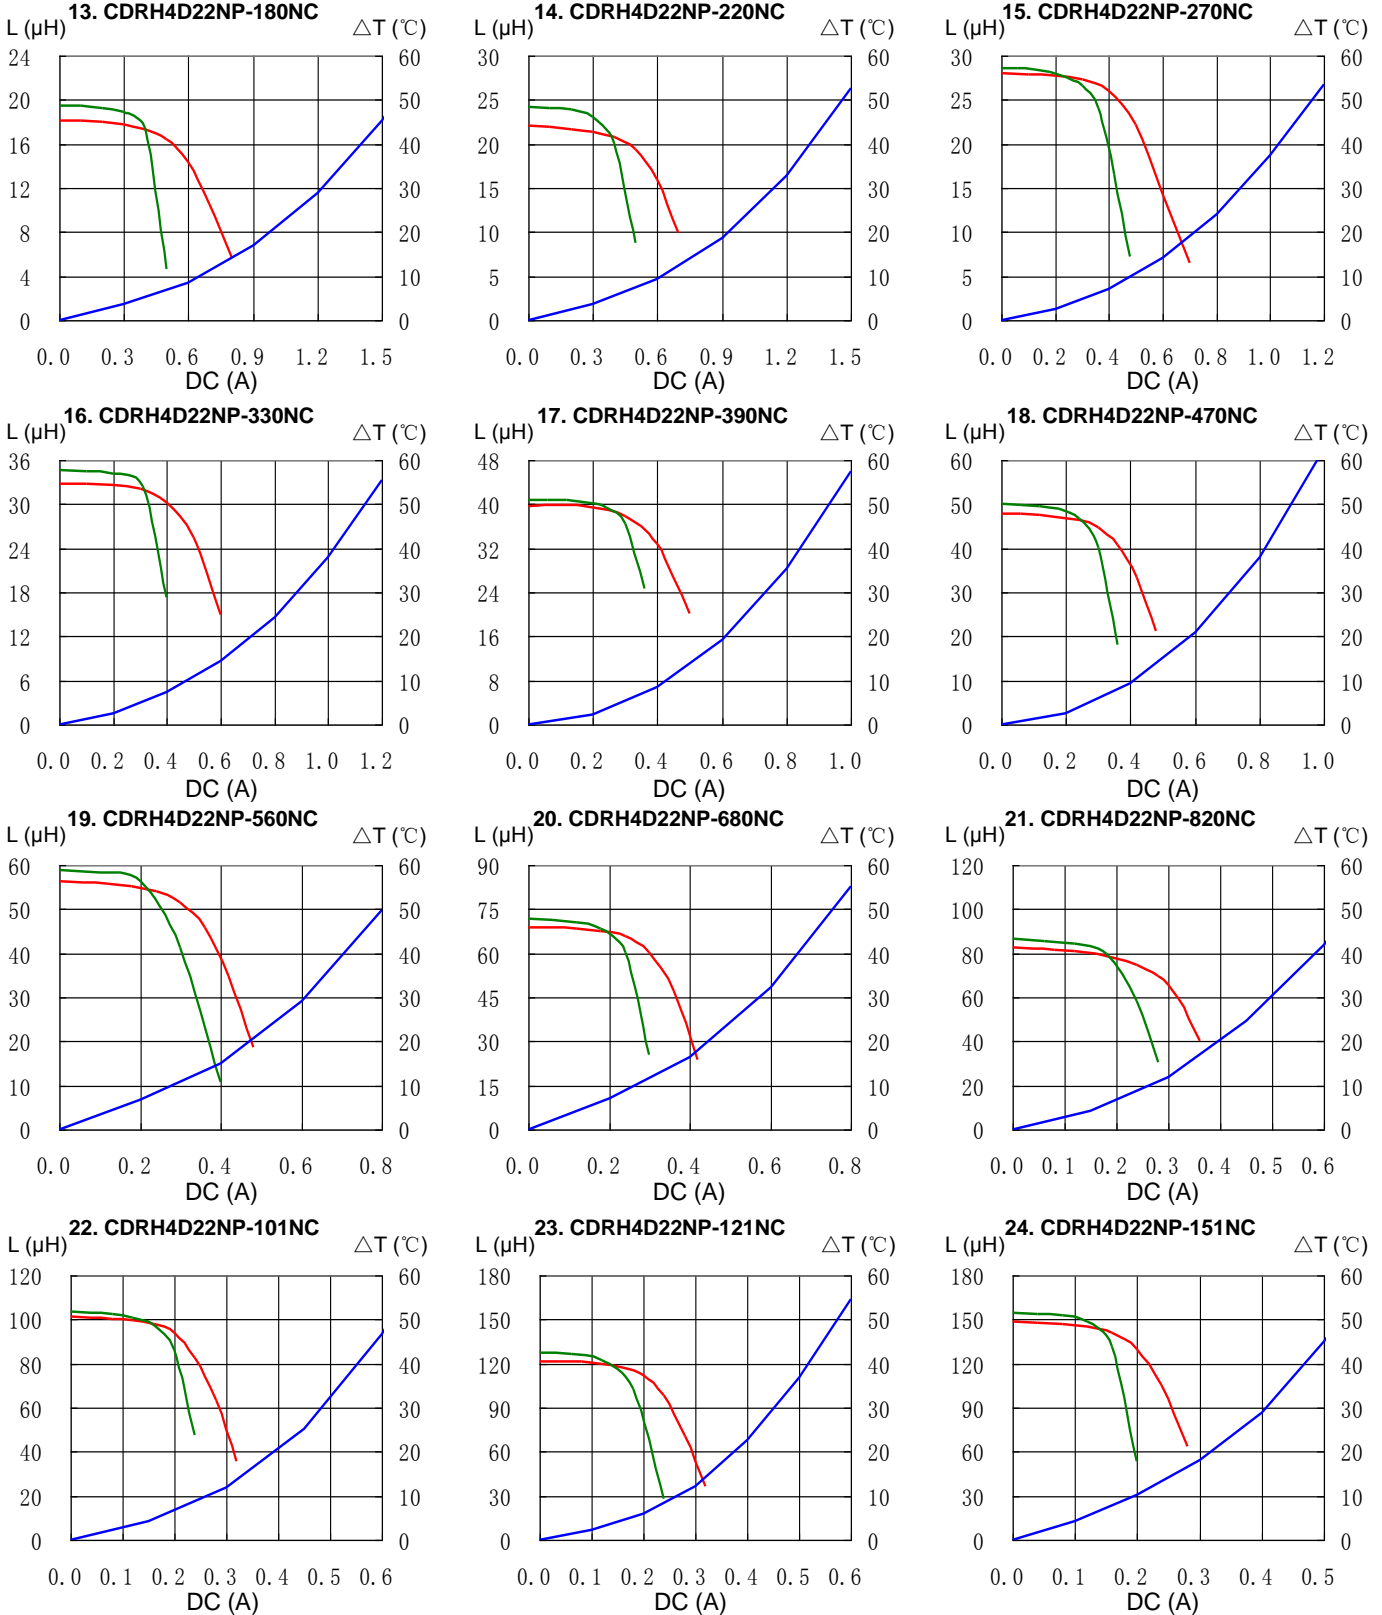 13. CDRH4D22NP-180NC
L (µH) △T (℃)
24 60
20 50
16 40
12 30
8 20
4 10
0 0
0.0 0.3 0.6 0.9 1.2 1.5
DC (A)
14. CDRH4D22NP-220NC
L (µH) △T (℃)
30 60
25 50
20 40
15 30
10 20
5 10
0 0
0.0 0.3 0.6 0.9 1.2 1.5
DC (A)
15. CDRH4D22NP-270NC
L (µH) △T (℃)
30 60
25 50
20 40
15 30
10 20
5 10
0 0
0.0 0.2 0.4 0.6 0.8 1.0 1.2
DC (A)
16. CDRH4D22NP-330NC
L (µH) △T (℃)
36 60
30 50
24 40
18 30
12 20
6 10
0 0
0.0 0.2 0.4 0.6 0.8 1.0 1.2
DC (A)
17. CDRH4D22NP-390NC
L (µH) △T (℃)
48 60
40 50
32 40
24 30
16 20
8 10
0 0
0.0 0.2 0.4 0.6 0.8 1.0
DC (A)
18. CDRH4D22NP-470NC
L (µH) △T (℃)
60 60
50 50
40 40
30 30
20 20
10 10
0 0
0.0 0.2 0.4 0.6 0.8 1.0
DC (A)
19. CDRH4D22NP-560NC
L (µH) △T (℃)
60 60
50 50
40 40
30 30
20 20
10 10
0 0
0.0 0.2 0.4 0.6 0.8
DC (A)
20. CDRH4D22NP-680NC
L (µH) △T (℃)
90 60
75 50
60 40
45 30
30 20
15 10
0 0
0.0 0.2 0.4 0.6 0.8
DC (A)
21. CDRH4D22NP-820NC
L (µH) △T (℃)
120 60
100 50
80 40
60 30
40 20
20 10
0 0
0.0 0.1 0.2 0.3 0.4 0.5 0.6
DC (A)
22. CDRH4D22NP-101NC
L (µH) △T (℃)
120 60
100 50
80 40
60 30
40 20
20 10
0 0
0.0 0.1 0.2 0.3 0.4 0.5 0.6
DC (A)
23. CDRH4D22NP-121NC
L (µH) △T (℃)
180 60
150 50
120 40
90 30
60 20
30 10
0 0
0.0 0.1 0.2 0.3 0.4 0.5 0.6
DC (A)
24. CDRH4D22NP-151NC
L (µH) △T (℃)
180 60
150 50
120 40
90 30
60 20
30 10
0 0
0.0 0.1 0.2 0.3 0.4 0.5
DC (A)